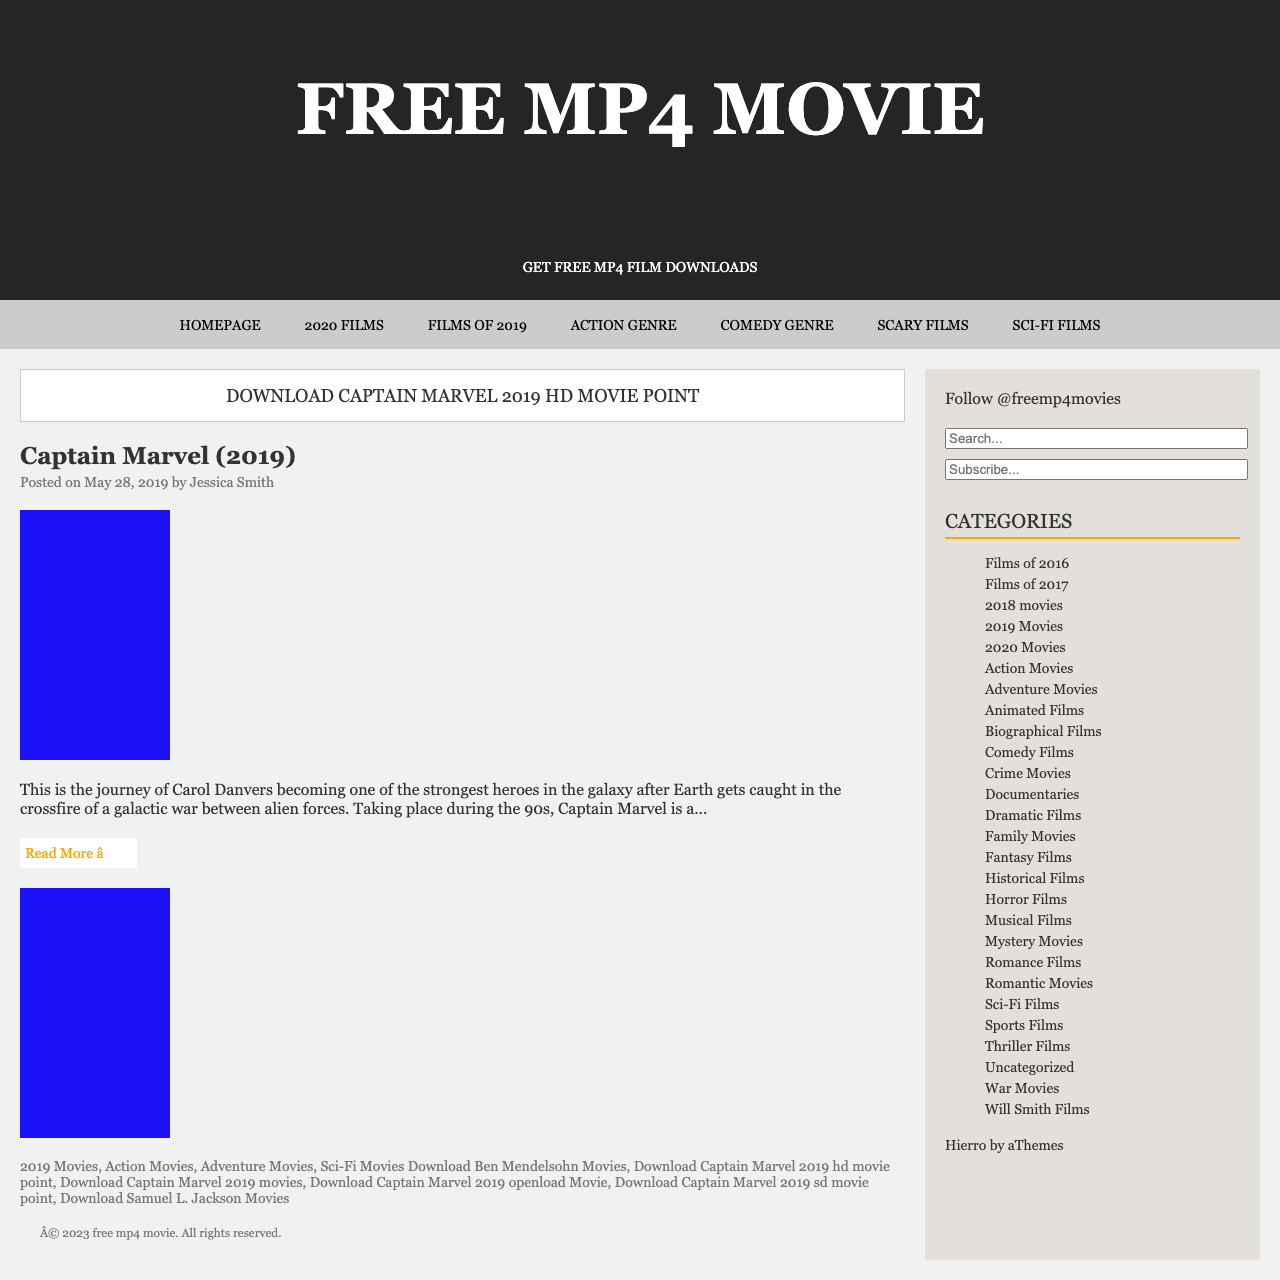 FREE MP4 MOVIE
GET FREE MP4 FILM DOWNLOADS
HOMEPAGE
2020 FILMS
FILMS OF 2019
ACTION GENRE
COMEDY GENRE
SCARY FILMS
SCI-FI FILMS
DOWNLOAD CAPTAIN MARVEL 2019 HD MOVIE POINT
Captain Marvel (2019)
Posted on May 28, 2019 by Jessica Smith
This is the journey of Carol Danvers becoming one of the strongest heroes in the galaxy after Earth gets caught in the
crossfire of a galactic war between alien forces. Taking place during the 90s, Captain Marvel is a...
Read More â
2019 Movies, Action Movies, Adventure Movies, Sci-Fi Movies Download Ben Mendelsohn Movies, Download Captain Marvel 2019 hd movie
point, Download Captain Marvel 2019 movies, Download Captain Marvel 2019 openload Movie, Download Captain Marvel 2019 sd movie
point, Download Samuel L. Jackson Movies
Â© 2023 free mp4 movie. All rights reserved.
Follow @freemp4movies
Search...
Subscribe...
CATEGORIES
Films of 2016
Films of 2017
2018 movies
2019 Movies
2020 Movies
Action Movies
Adventure Movies
Animated Films
Biographical Films
Comedy Films
Crime Movies
Documentaries
Dramatic Films
Family Movies
Fantasy Films
Historical Films
Horror Films
Musical Films
Mystery Movies
Romance Films
Romantic Movies
Sci-Fi Films
Sports Films
Thriller Films
Uncategorized
War Movies
Will Smith Films
Hierro by aThemes